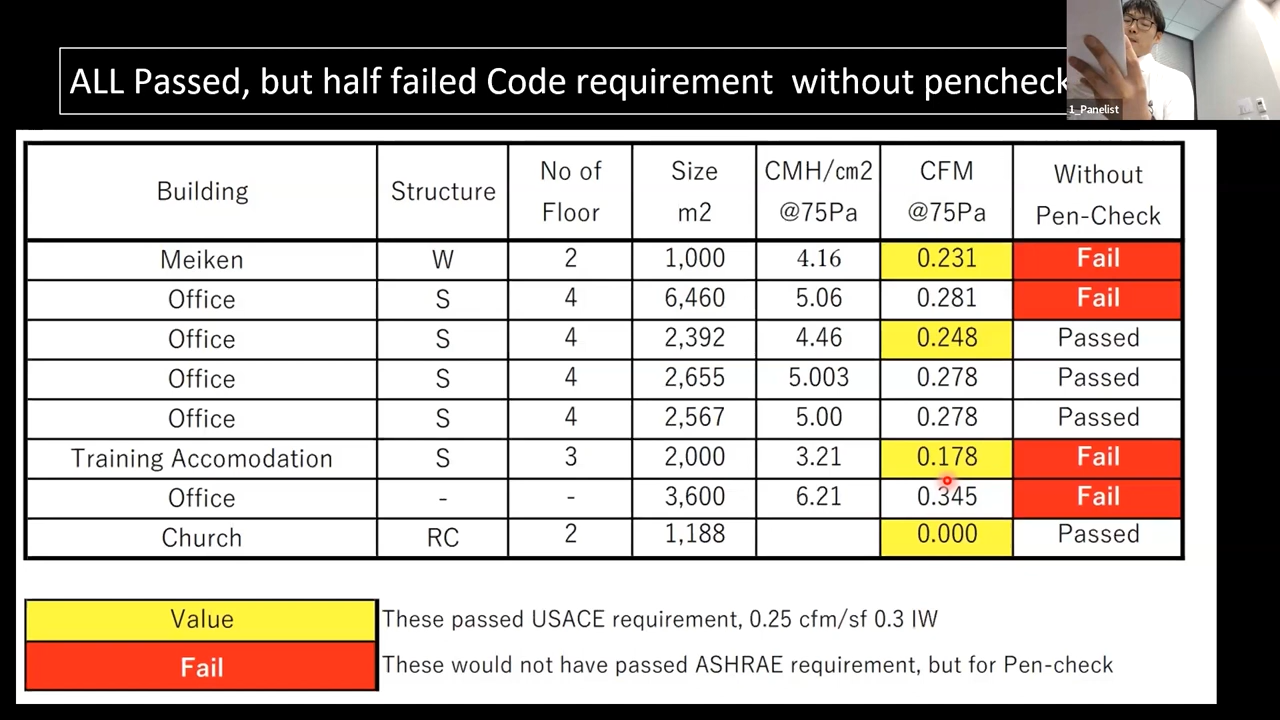 ALL Passed, but half failed Code requirement without pencheck
1_Panelist
Building Structure No of Floor Size m2 CMH/cm2 @75Pa CFM @75Pa Without Pen-Check
Meiken W 2 1,000 4.16 0.231 Fail
Office S 4 6,460 5.06 0.281 Fail
Office S 4 2,392 4.46 0.248 Passed
Office S 4 2,655 5.003 0.278 Passed
Office S 4 2,567 5.00 0.278 Passed
Training Accomodation S 3 2,000 3.21 0.178 Fail
Office - - 3,600 6.21 0.345 Fail
Church RC 2 1,188 0.000 Passed
Value These passed USACE requirement, 0.25 cfm/sf 0.3 IW
Fail These would not have passed ASHRAE requirement, but for Pen-check